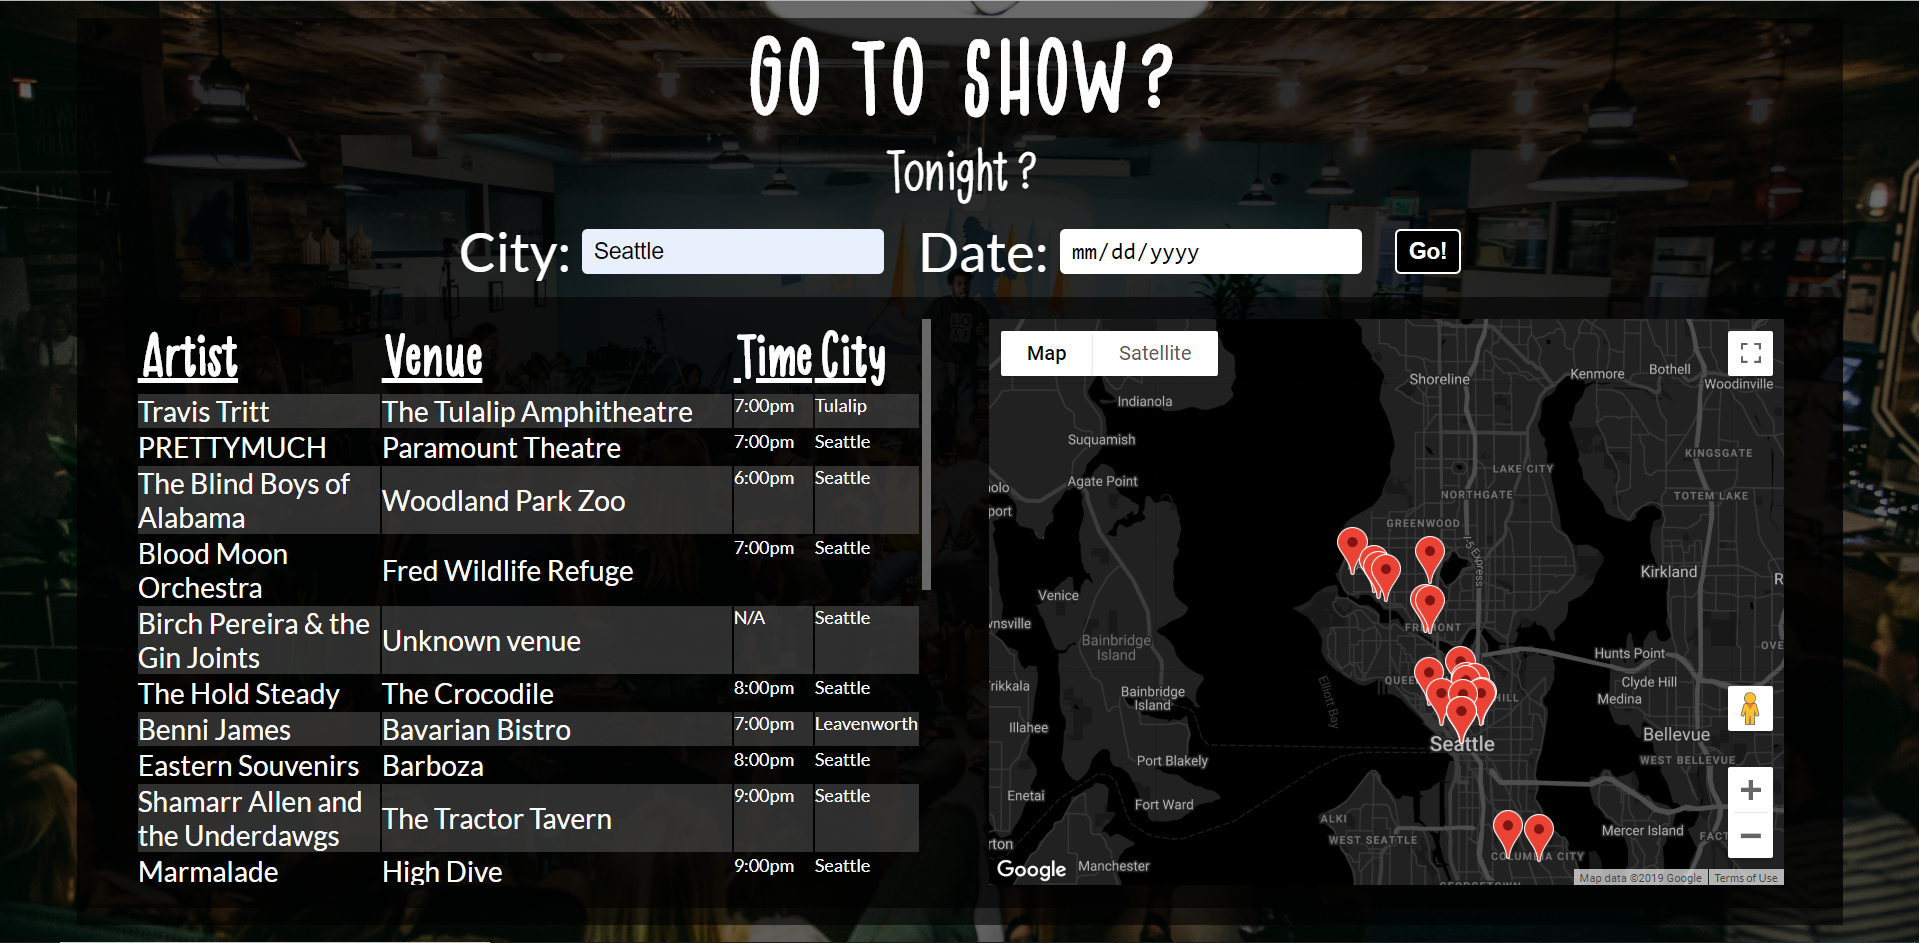 GO TO SHOW?
Tonight?
City: Seattle Date: mm/dd/yyyy Go!
Artist Venue Time City
Travis Tritt The Tulalip Amphitheatre 7:00pm Tulalip
PRETTYMUCH Paramount Theatre 7:00pm Seattle
The Blind Boys of
Alabama Woodland Park Zoo 6:00pm Seattle
Blood Moon
Orchestra Fred Wildlife Refuge 7:00pm Seattle
Birch Pereira & the
Gin Joints Unknown venue N/A Seattle
The Hold Steady The Crocodile 8:00pm Seattle
Benni James Bavarian Bistro 7:00pm Leavenworth
Eastern Souvenirs Barboza 8:00pm Seattle
Shamarr Allen and
the Underdawgs The Tractor Tavern 9:00pm Seattle
Marmalade High Dive 9:00pm Seattle
Map Satellite
Shoreline
Kenmore
Bothell
Woodinville
Indianola
Suquamish
KINGSGATE
LAKE CITY
Agate Point
olo
port
NORTHGATE
TOTEM LAKE
GREENWOOD
I-5 Express
Kirkland
R
Venice
nsville
FREMONT
Bainbridge
Island
Hunts Point
OVE
rikkala
QUEE
HILL
Clyde Hill
Medina
Bainbridge
Island
Elliott Bay
Illahee
Seattle
Bellevue
WEST BELLEVUE
Port Blakely
Enetai
Fort Ward
ALKI
WEST SEATTLE
Mercer Island
FACT
rton
COLUMBIA CITY
Google
Manchester
GEORGETOWN
Map data ©2019 Google Terms of Use